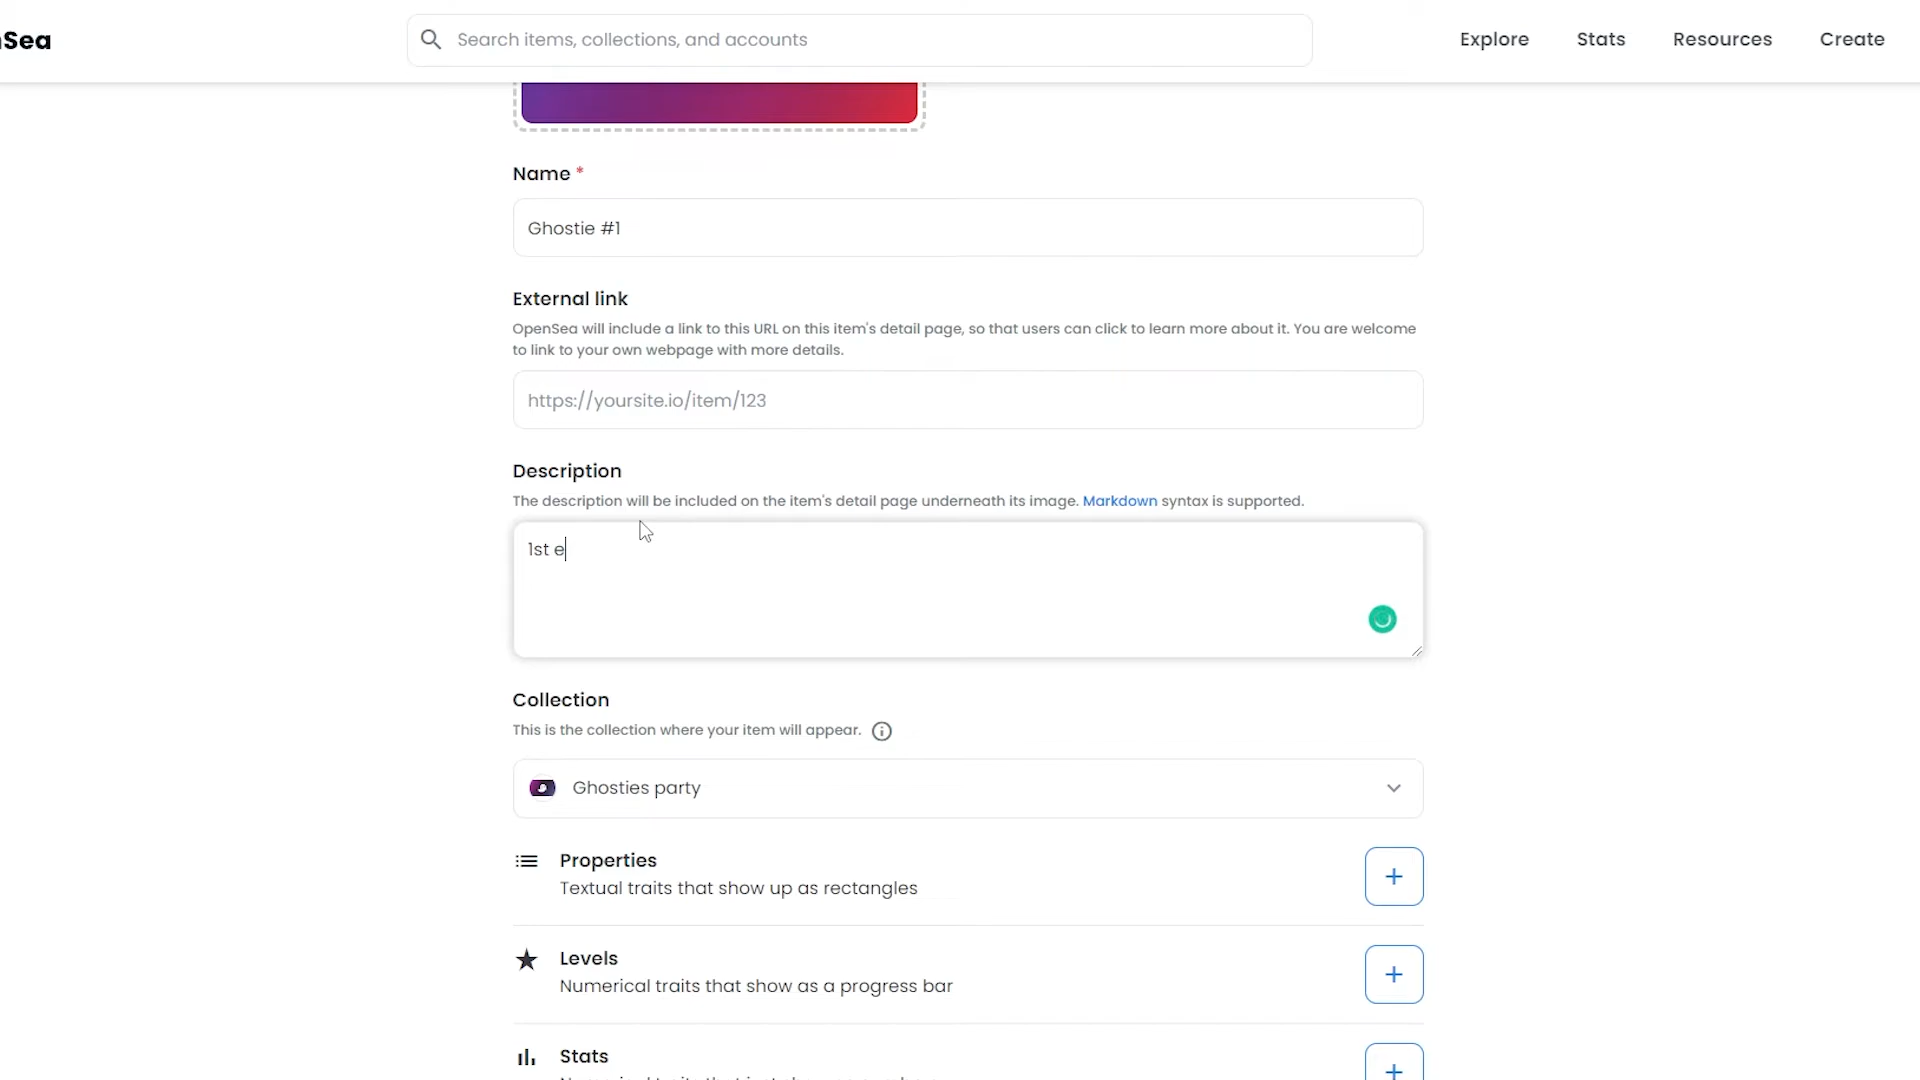 Sea
Search items, collections, and accounts
Explore
Stats
Resources
Create
Name *
Ghostie #1
External link
OpenSea will include a link to this URL on this item's detail page, so that users can click to learn more about it. You are welcome
to link to your own webpage with more details.
https://yoursite.io/item/123
Description
The description will be included on the item's detail page underneath its image. Markdown syntax is supported.
1st e
Collection
This is the collection where your item will appear.
Ghosties party
Properties
Textual traits that show up as rectangles
Levels
Numerical traits that show as a progress bar
Stats